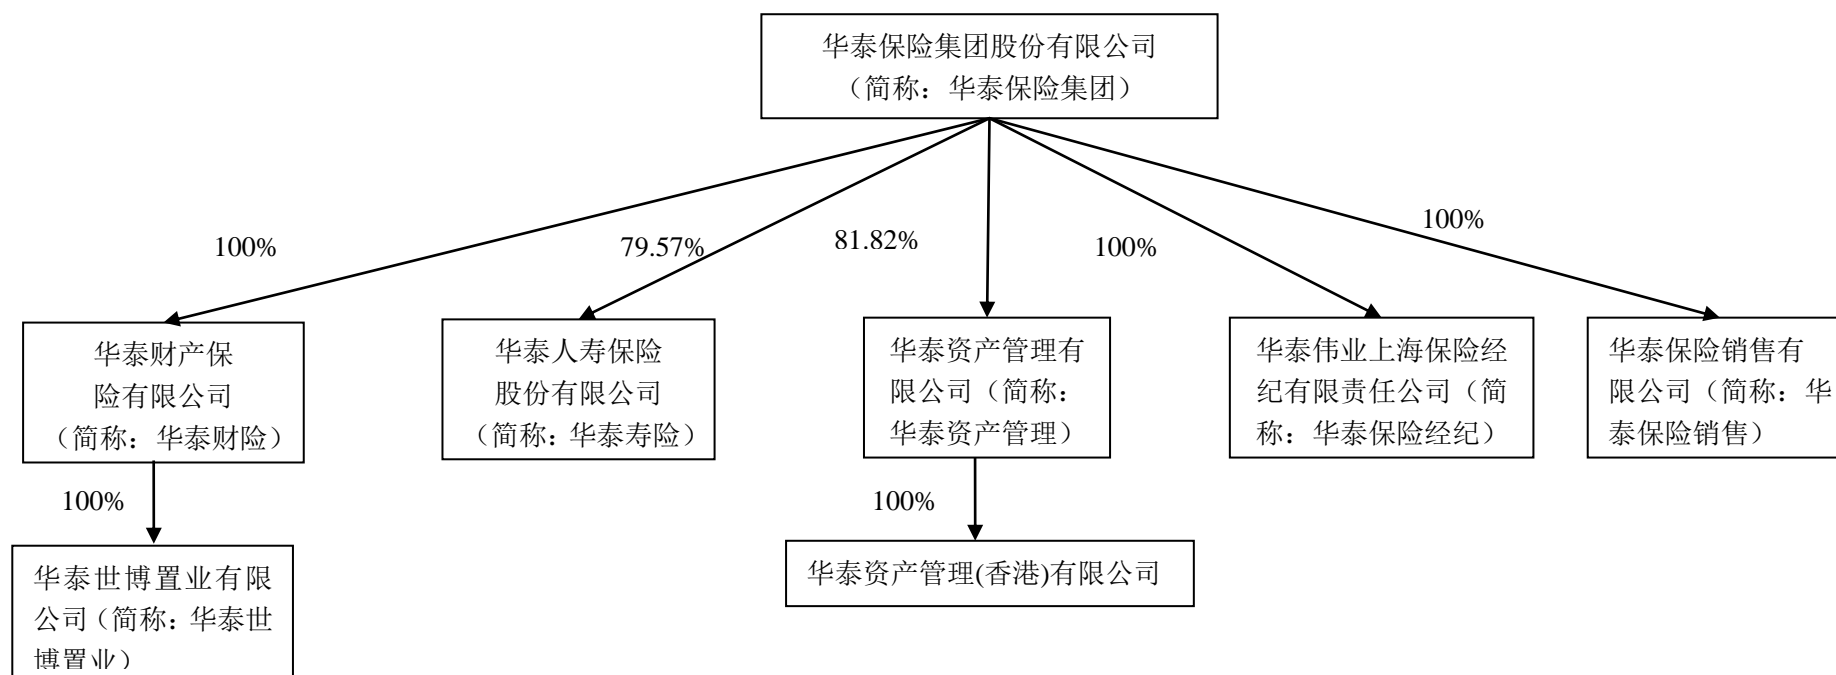 华泰保险集团股份有限公司
（简称：华泰保险集团）
100%
79.57%
81.82%
100%
100%
华泰财产保
险有限公司
（简称：华泰财险）
华泰人寿保险
股份有限公司
（简称：华泰寿险）
华泰资产管理有
限公司（简称：
华泰资产管理）
华泰伟业上海保险经
纪有限责任公司（简
称：华泰保险经纪）
华泰保险销售有
限公司（简称：华
泰保险销售）
100%
100%
华泰世博置业有限
公司（简称：华泰世
博置业）
华泰资产管理(香港)有限公司